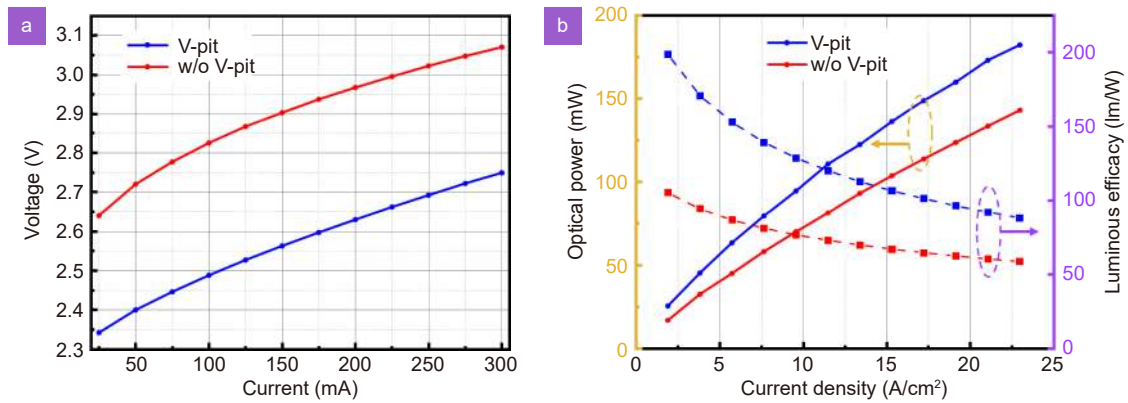 a
V-pit
w/o V-pit
3.1
3.0
2.9
2.8
2.7
2.6
2.5
2.4
2.3
Voltage (V)
50
100
150
200
250
300
Current (mA)
b
V-pit
w/o V-pit
200
150
100
50
0
Optical power (mW)
200
150
100
50
0
Luminous efficacy (lm/W)
0
5
10
15
20
25
Current density (A/cm²)